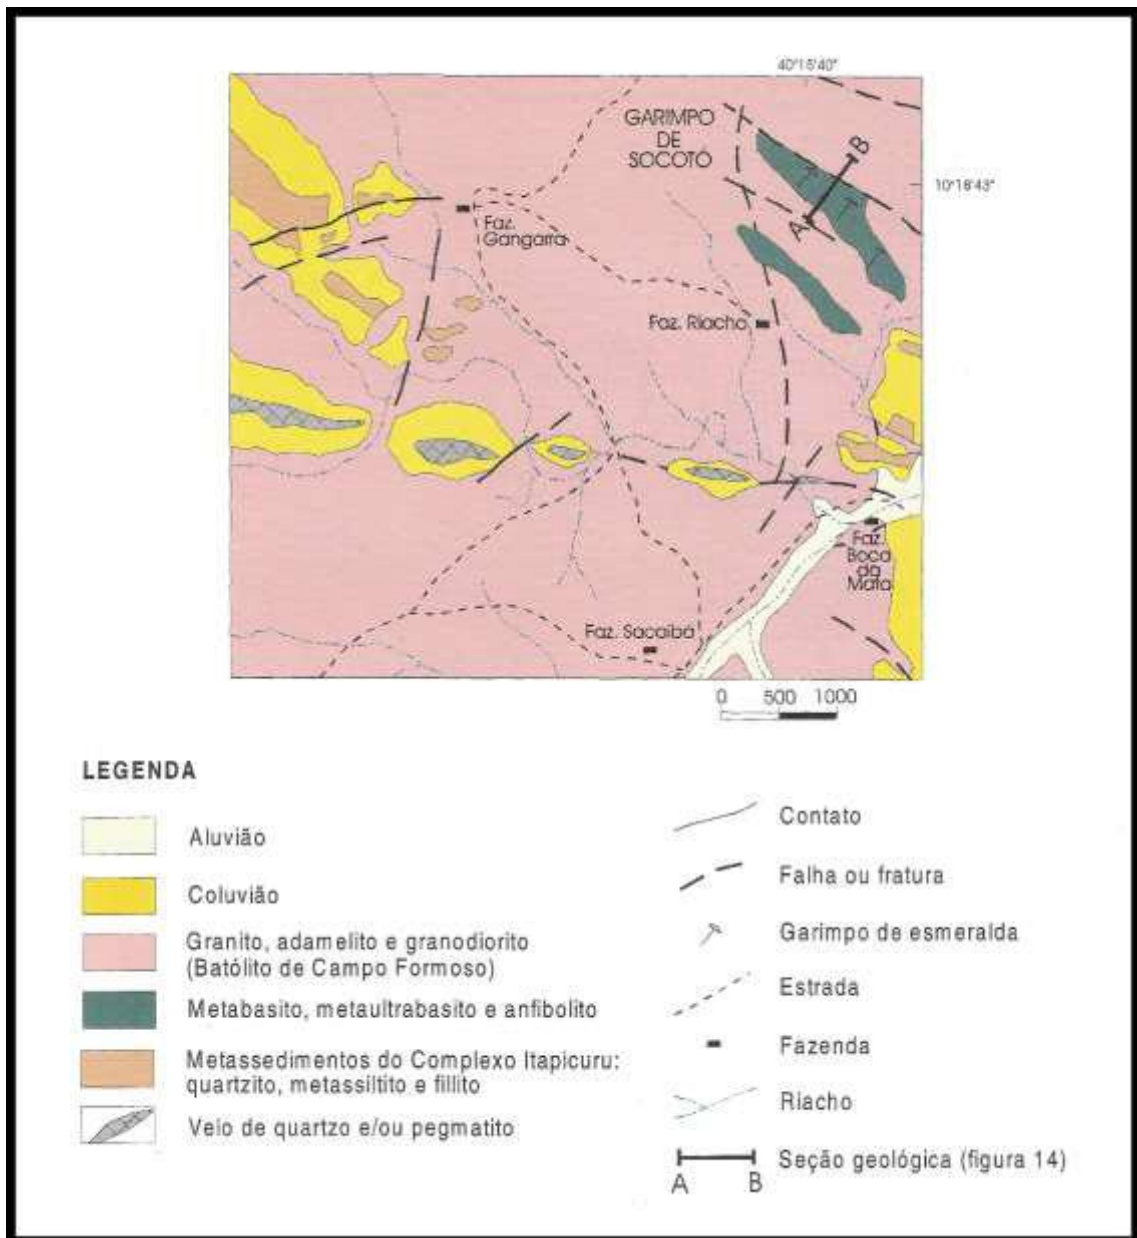 40°15'40"
GARIMPO
DE
SOCOTÓ
B
10°18'43"
A
Faz.
Gangarra
Faz. Riacho
Faz.
Boca
da
Mata
Faz. Sacaiba
0 500 1000
LEGENDA
Aluvião
Coluvião
Granito, adamelito e granodiorito
(Batólito de Campo Formoso)
Metabasito, metaultrabasito e anfibolito
Metassedimentos do Complexo Itapicuru:
quartzito, metassiltito e fillito
Veio de quartzo e/ou pegmatito
Contato
Falha ou fratura
Garimpo de esmeralda
Estrada
Fazenda
Riacho
Seção geológica (figura 14)
A B